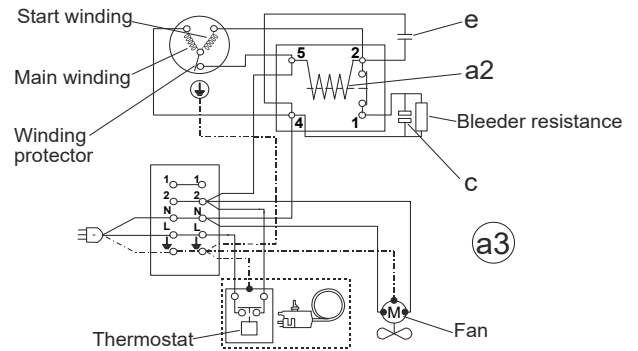 Start winding
e
5
2
a2
Main winding
Winding
protector
4
1
Bleeder resistance
c
1
1
2
2
N
N
L
L
a3
M
Thermostat
Fan